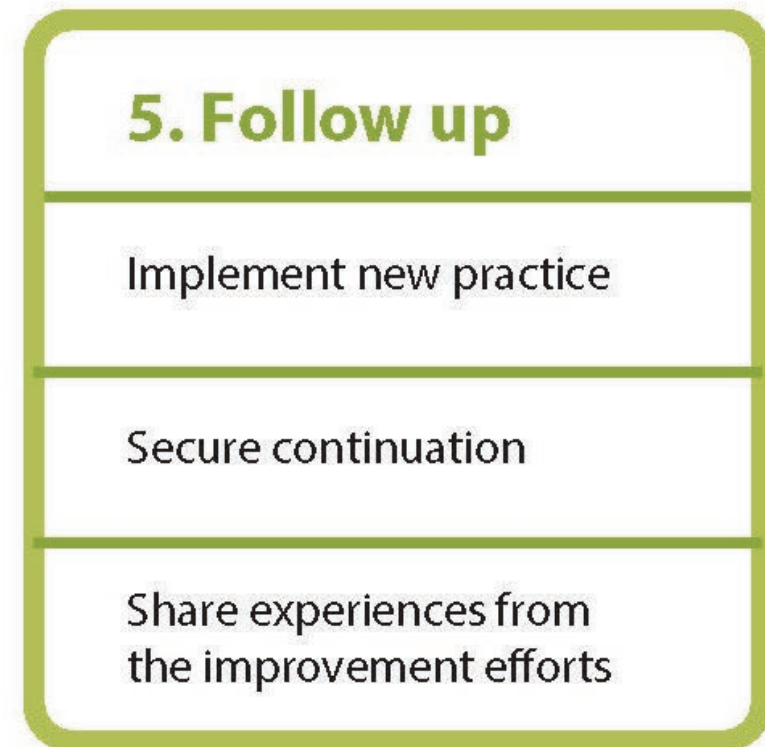 5. Follow up
Implement new practice
Secure continuation
Share experiences from
the improvement efforts